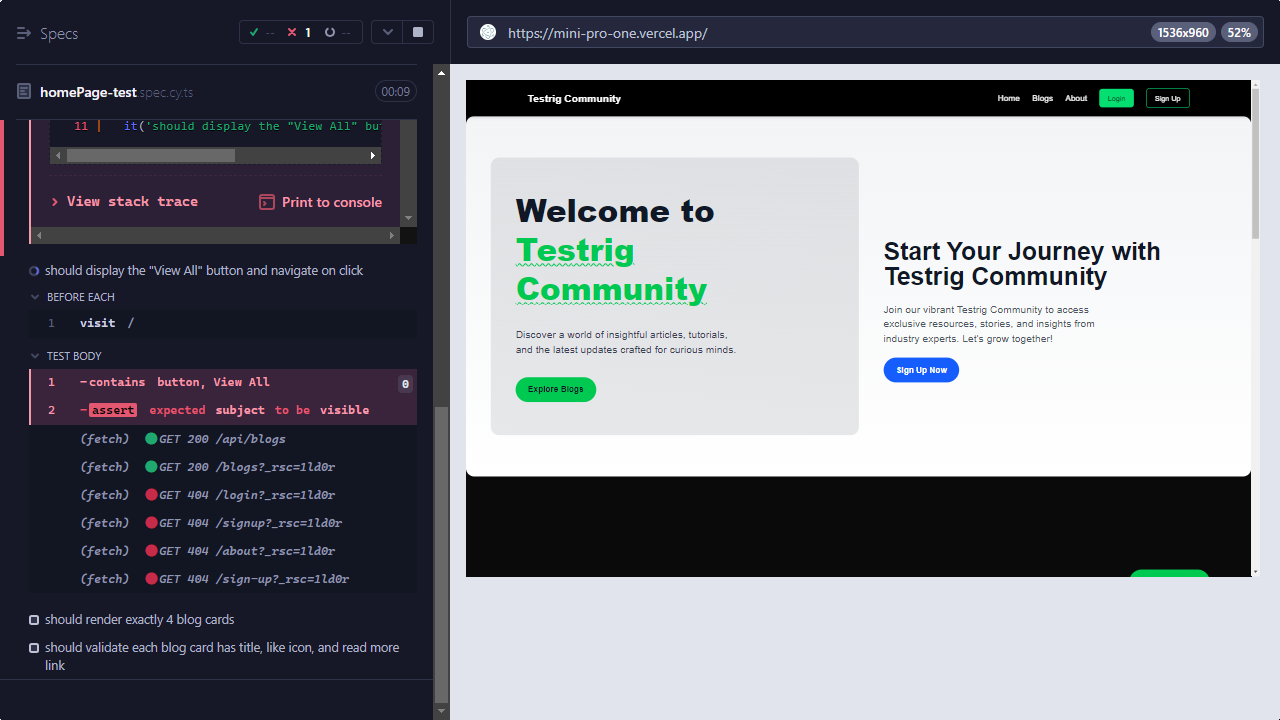 Specs
-- 1 --
homePage-test.spec.cy.ts
00:09
11 | it('should display the "View All" bu
View stack trace
Print to console
should display the "View All" button and navigate on click
BEFORE EACH
1 visit /
TEST BODY
1 -contains button, View All 0
2 -assert expected subject to be visible
(fetch) GET 200 /api/blogs
(fetch) GET 200 /blogs?_rsc=1ld0r
(fetch) GET 404 /login?_rsc=1ld0r
(fetch) GET 404 /signup?_rsc=1ld0r
(fetch) GET 404 /about?_rsc=1ld0r
(fetch) GET 404 /sign-up?_rsc=1ld0r
should render exactly 4 blog cards
should validate each blog card has title, like icon, and read more
link
https://mini-pro-one.vercel.app/
1536x960
52%
Testrig Community
Home Blogs About Login Sign Up
Welcome to
Testrig
Community
Discover a world of insightful articles, tutorials,
and the latest updates crafted for curious minds.
Explore Blogs
Start Your Journey with
Testrig Community
Join our vibrant Testrig Community to access
exclusive resources, stories, and insights from
industry experts. Let's grow together!
Sign Up Now